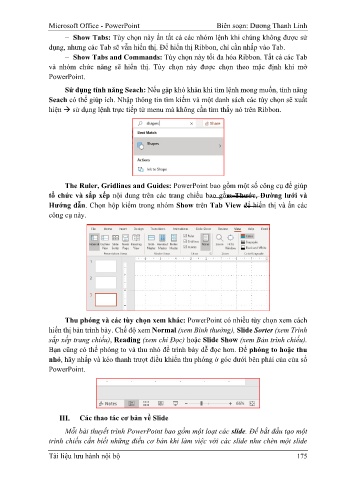 Microsoft Office - PowerPoint Biên soạn: Dương Thanh Linh
− Show Tabs: Tùy chọn này ẩn tất cả các nhóm lệnh khi chúng không được sử
dụng, nhưng các Tab sẽ vẫn hiển thị. Để hiển thị Ribbon, chỉ cần nhấp vào Tab.
− Show Tabs and Commands: Tùy chọn này tối đa hóa Ribbon. Tất cả các Tab
và nhóm chức năng sẽ hiển thị. Tùy chọn này được chọn theo mặc định khi mở
PowerPoint.
Sử dụng tính năng Seach: Nếu gặp khó khăn khi tìm lệnh mong muốn, tính năng
Seach có thể giúp ích. Nhập thông tin tìm kiếm và một danh sách các tùy chọn sẽ xuất
hiện → sử dụng lệnh trực tiếp từ menu mà không cần tìm thấy nó trên Ribbon.
shapes Share
Best Match
Shapes
Actions
The Ruler, Gridlines and Guides: PowerPoint bao gồm một số công cụ để giúp
tổ chức và sắp xếp nội dung trên các trang chiếu bao gồm: Thước, Đường lưới và
Hướng dẫn. Chọn hộp kiểm trong nhóm Show trên Tab View để hiển thị và ẩn các
công cụ này.
Thu phóng và các tùy chọn xem khác: PowerPoint có nhiều tùy chọn xem cách
hiển thị bản trình bày. Chế độ xem Normal (xem Bình thường), Slide Sorter (xem Trình
sắp xếp trang chiếu), Reading (xem chỉ Đọc) hoặc Slide Show (xem Bản trình chiếu).
Bạn cũng có thể phóng to và thu nhỏ để trình bày dễ đọc hơn. Để phóng to hoặc thu
nhỏ, hãy nhấp và kéo thanh trượt điều khiển thu phóng ở góc dưới bên phải của cửa sổ
PowerPoint.
Notes
III. Các thao tác cơ bản về Slide
Mỗi bài thuyết trình PowerPoint bao gồm một loạt các slide. Để bắt đầu tạo một
trình chiếu cần biết những điều cơ bản khi làm việc với các slide như chèn một slide
Tài liệu lưu hành nội bộ 175